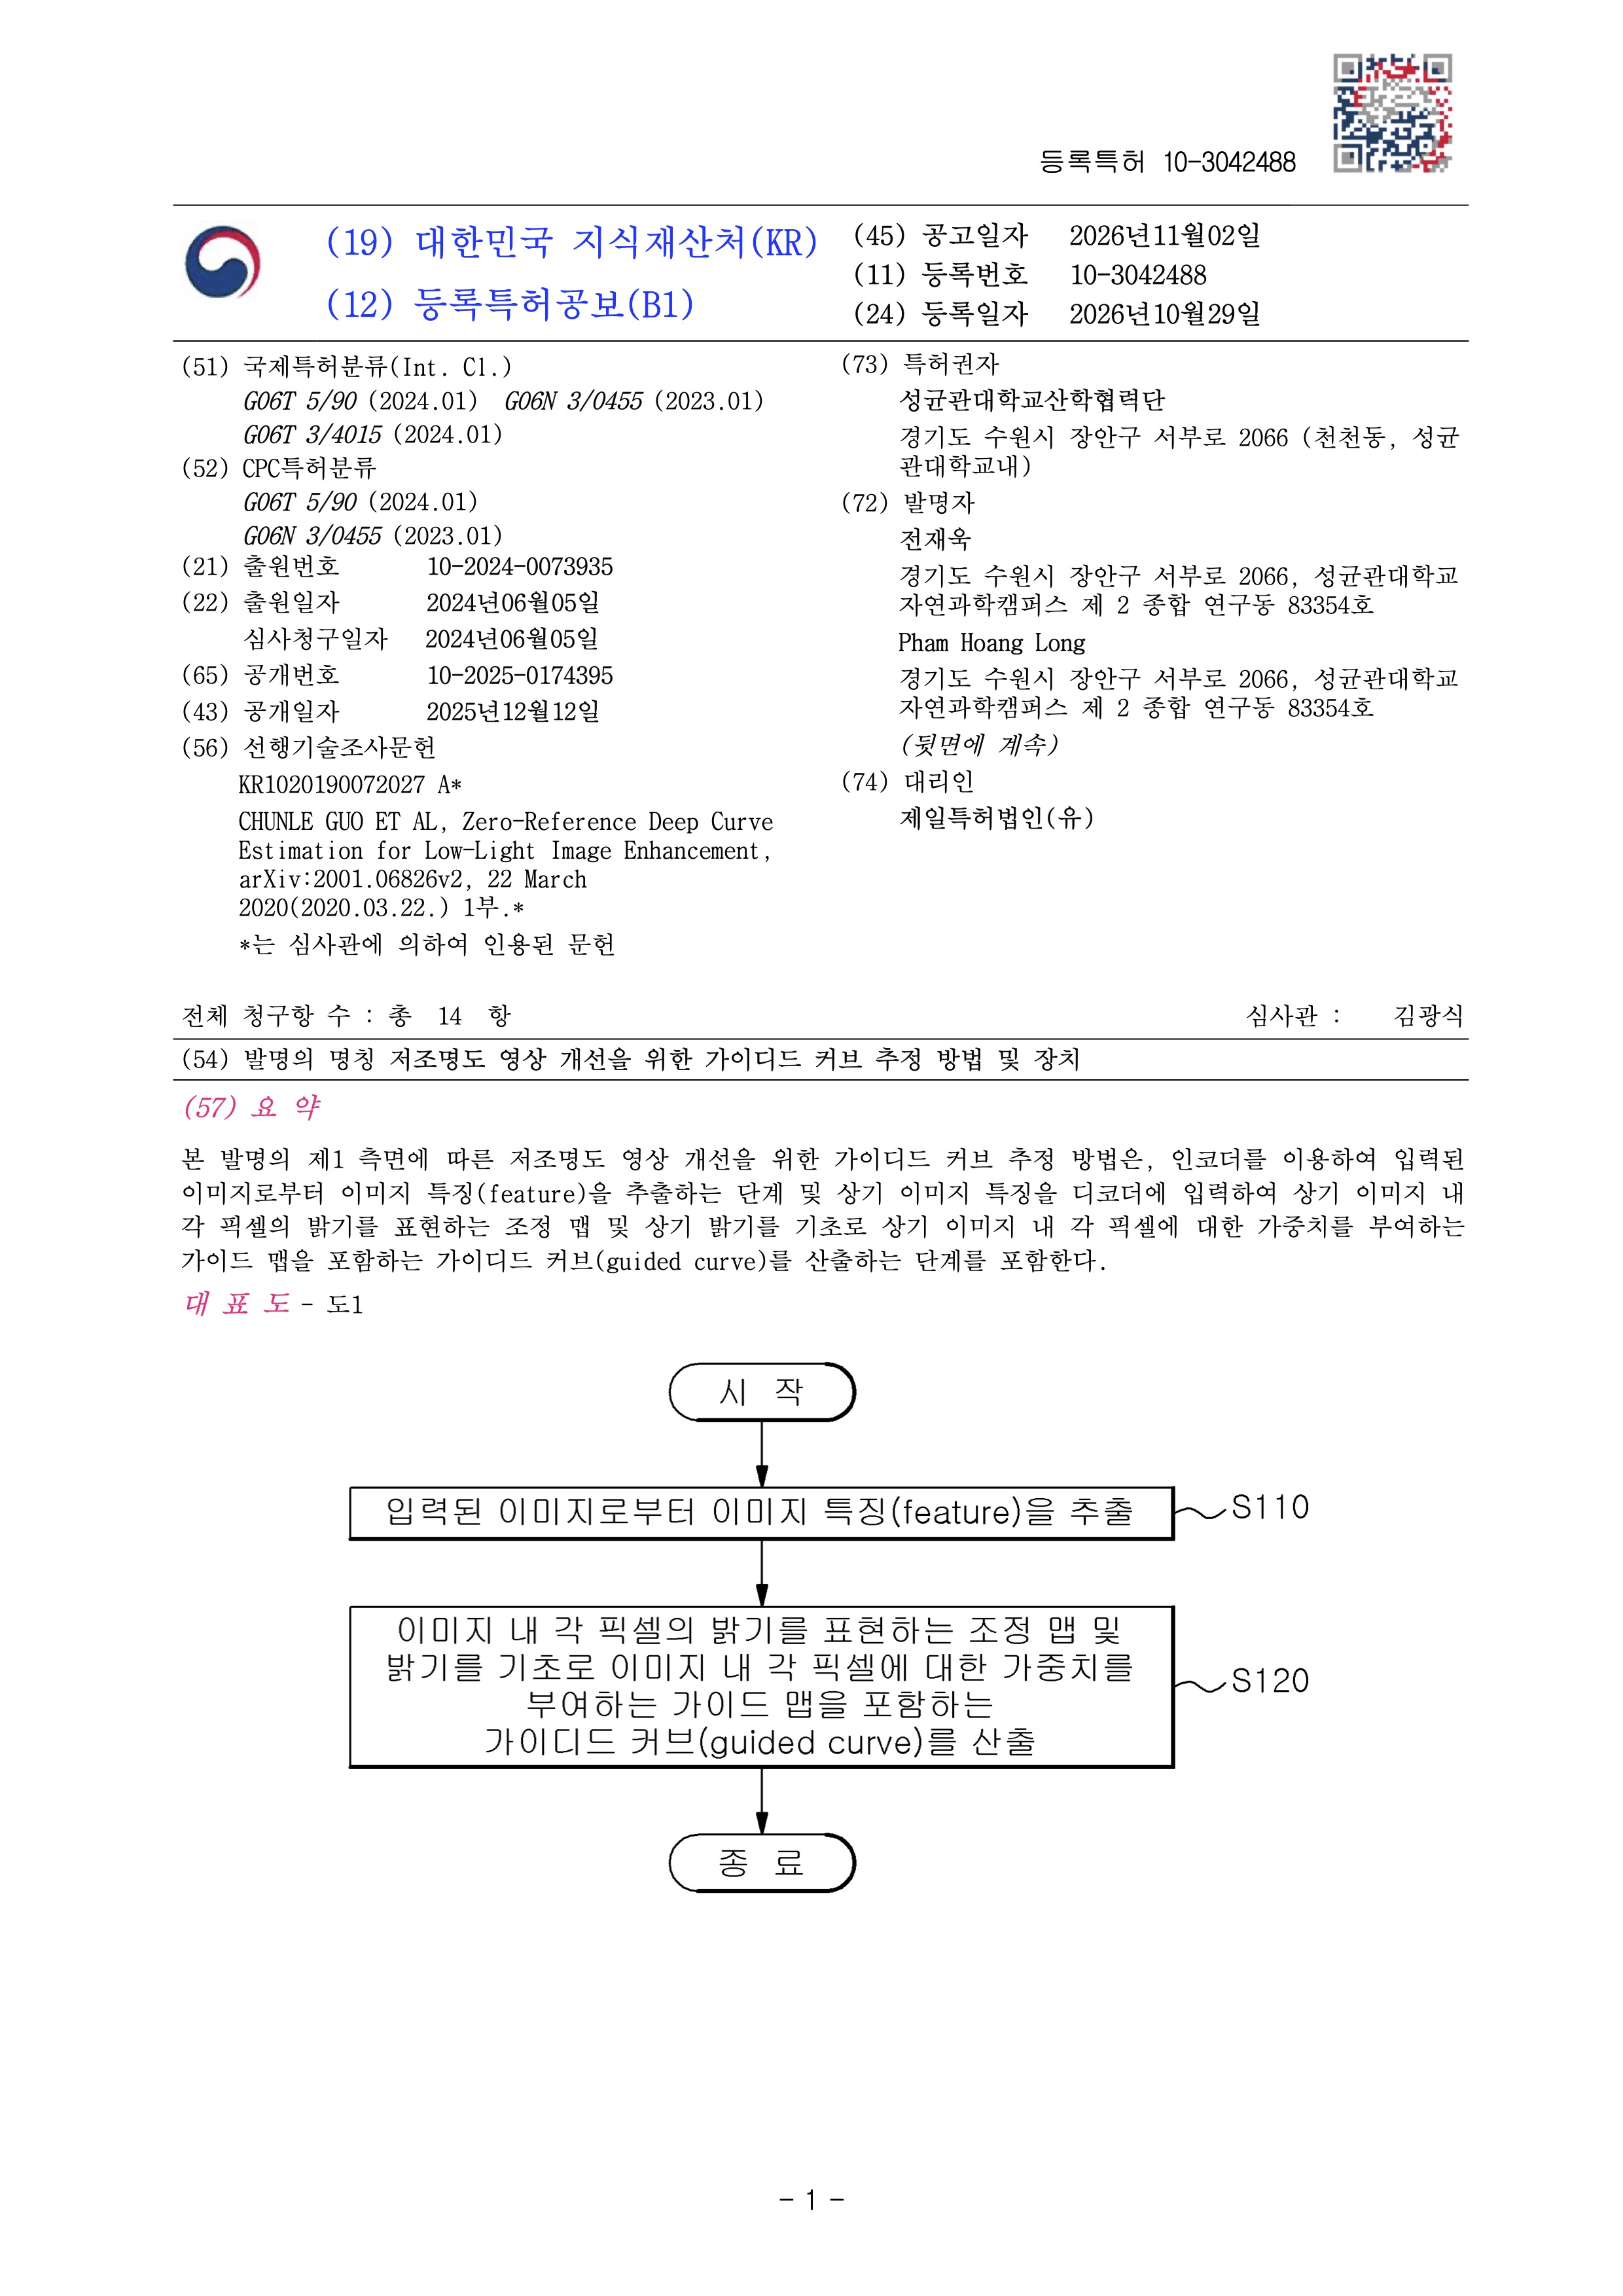 등록특허 10-3042488
(19) 대한민국 지식재산처(KR)
(12) 등록특허공보(B1)
(45) 공고일자 2026년11월02일
(11) 등록번호 10-3042488
(24) 등록일자 2026년10월29일
(51) 국제특허분류(Int. Cl.)
G06T 5/90 (2024.01) G06N 3/0455 (2023.01)
G06T 3/4015 (2024.01)
(52) CPC특허분류
G06T 5/90 (2024.01)
G06N 3/0455 (2023.01)
(21) 출원번호 10-2024-0073935
(22) 출원일자 2024년06월05일
심사청구일자 2024년06월05일
(65) 공개번호 10-2025-0174395
(43) 공개일자 2025년12월12일
(56) 선행기술조사문헌
KR1020190072027 A*
CHUNLE GUO ET AL, Zero-Reference Deep Curve
Estimation for Low-Light Image Enhancement,
arXiv:2001.06826v2, 22 March
2020(2020.03.22.) 1부.*
*는 심사관에 의하여 인용된 문헌
(73) 특허권자
성균관대학교산학협력단
경기도 수원시 장안구 서부로 2066 (천천동, 성균
관대학교내)
(72) 발명자
전재욱
경기도 수원시 장안구 서부로 2066, 성균관대학교
자연과학캠퍼스 제 2 종합 연구동 83354호
Pham Hoang Long
경기도 수원시 장안구 서부로 2066, 성균관대학교
자연과학캠퍼스 제 2 종합 연구동 83354호
(뒷면에 계속)
(74) 대리인
제일특허법인(유)
전체 청구항 수 : 총 14 항 심사관 : 김광식
(54) 발명의 명칭 저조명도 영상 개선을 위한 가이디드 커브 추정 방법 및 장치
(57) 요 약
본 발명의 제1 측면에 따른 저조명도 영상 개선을 위한 가이디드 커브 추정 방법은, 인코더를 이용하여 입력된
이미지로부터 이미지 특징(feature)을 추출하는 단계 및 상기 이미지 특징을 디코더에 입력하여 상기 이미지 내
각 픽셀의 밝기를 표현하는 조정 맵 및 상기 밝기를 기초로 상기 이미지 내 각 픽셀에 대한 가중치를 부여하는
가이드 맵을 포함하는 가이디드 커브(guided curve)를 산출하는 단계를 포함한다.
대 표 도 - 도1
시 작
입력된 이미지로부터 이미지 특징(feature)을 추출
S110
이미지 내 각 픽셀의 밝기를 표현하는 조정 맵 및
밝기를 기초로 이미지 내 각 픽셀에 대한 가중치를
부여하는 가이드 맵을 포함하는
가이디드 커브(guided curve)를 산출
S120
종 료
- 1 -